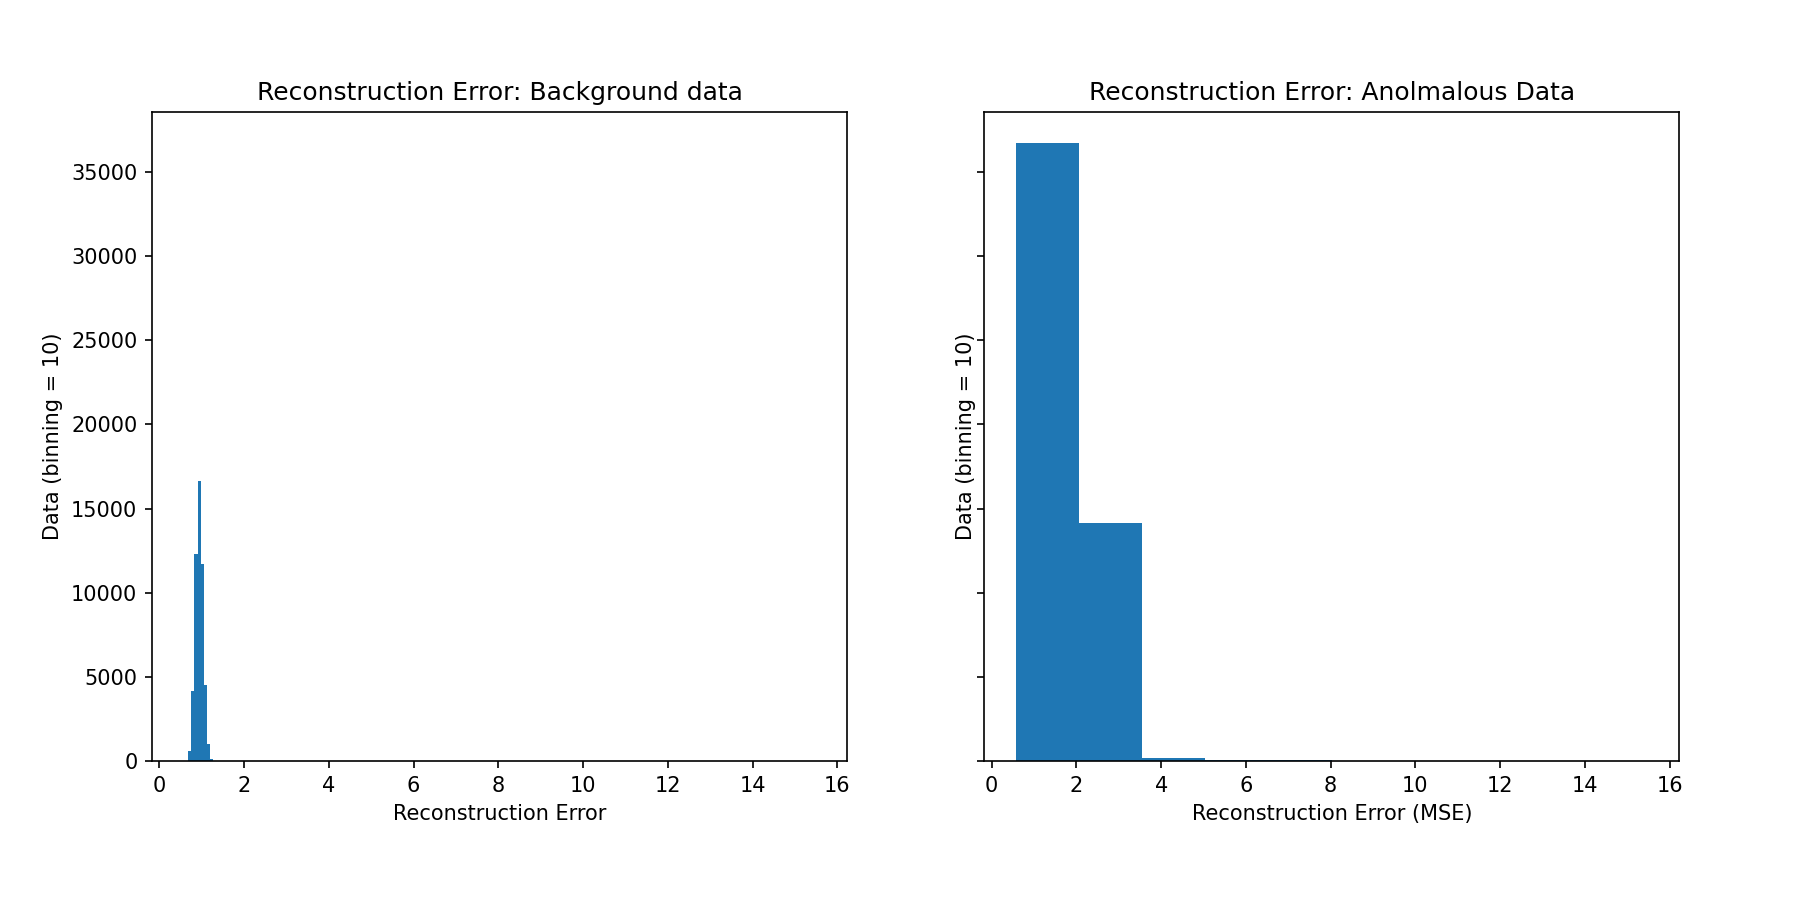 Reconstruction Error: Background data
Data (binning = 10)
35000
30000
25000
20000
15000
10000
5000
0
0 2 4 6 8 10 12 14 16
Reconstruction Error
Reconstruction Error: Anolmalous Data
Data (binning = 10)
0 2 4 6 8 10 12 14 16
Reconstruction Error (MSE)